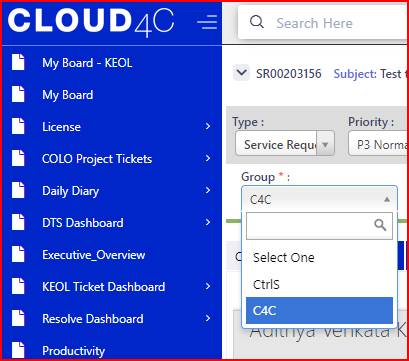 CLOUD4C
My Board - KEOL
My Board
License
COLO Project Tickets
Daily Diary
DTS Dashboard
Executive_Overview
KEOL Ticket Dashboard
Resolve Dashboard
Productivity
Search Here
SR00203156 Subject: Test
Type : Priority :
Service Reque P3 Norma
Group * :
C4C
Select One
CtrlS
C4C
Adithya Venkata K